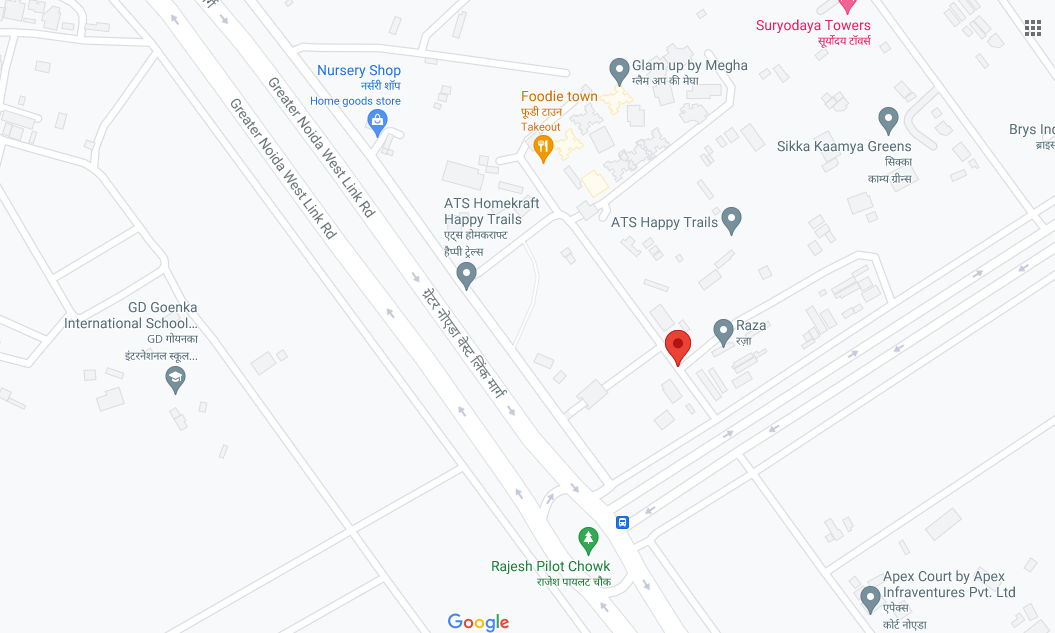 र्ग
Suryodaya Towers
सूर्योदय टॉवर्स
Nursery Shop
नर्सरी शॉप
Home goods store
Glam up by Megha
ग्लैम अप की मेघा
Foodie town
फूडी टाउन
Takeout
Greater Noida West Link Rd
Greater Noida West Link Rd
Sikka Kaamya Greens
सिक्का
काम्य ग्रीन्स
Brys Ind
ब्राइस
ATS Homekraft
Happy Trails
एट्स होमकराफ्ट
हैप्पी ट्रेल्स
ATS Happy Trails
ग्रेटर नोएडा वेस्ट लिंक मार्ग
GD Goenka
International School...
GD गोयनका
इंटरनेशनल स्कूल...
Raza
रज़ा
Rajesh Pilot Chowk
राजेश पायलट चौक
Apex Court by Apex
Infraventures Pvt. Ltd
एपेक्स
कोर्ट नोएडा
Google